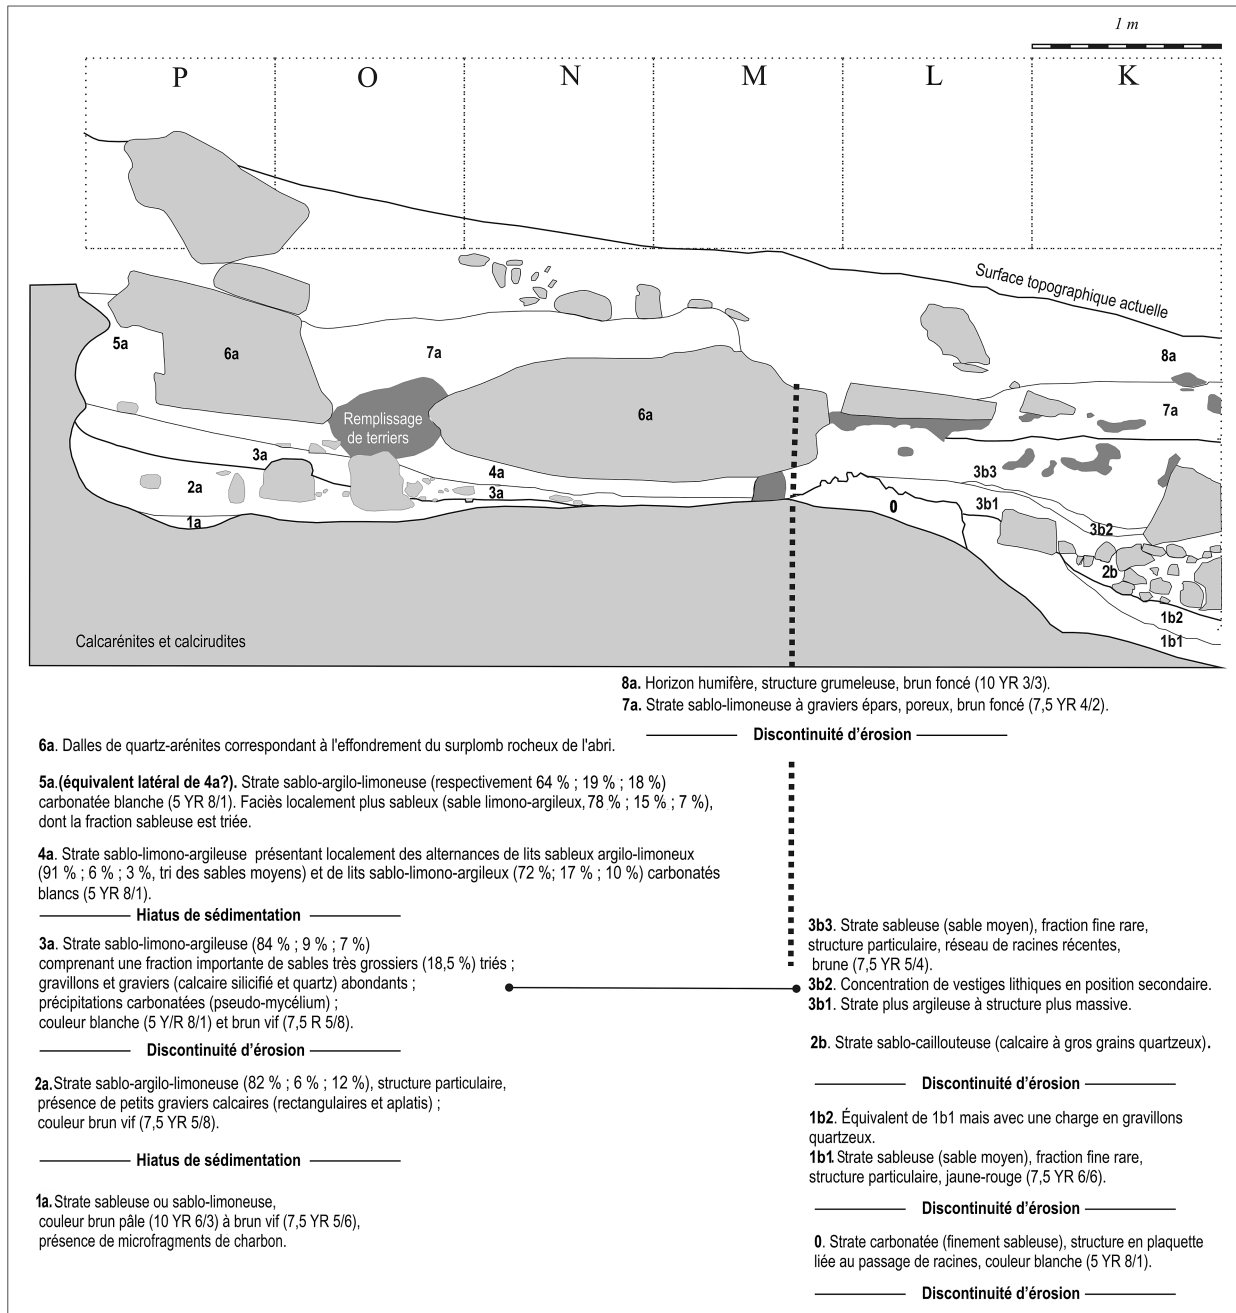 1 m
P O N M L K
Surface topographique actuelle
5a
6a
7a
8a
Remplissage
de terriers
6a
7a
3a
4a
3b3
2a
3a
3b1
0
1a
3b2
2b
1b2
1b1
Calcarénites et calcirudites
8a. Horizon humifère, structure grumeleuse, brun foncé (10 YR 3/3).
7a. Strate sablo-limoneuse à graviers épars, poreux, brun foncé (7,5 YR 4/2).
Discontinuité d'érosion
6a. Dalles de quartz-arénites correspondant à l'effondrement du surplomb rocheux de l'abri.
5a.(équivalent latéral de 4a?). Strate sablo-argilo-limoneuse (respectivement 64 % ; 19 % ; 18 %)
carbonatée blanche (5 YR 8/1). Faciès localement plus sableux (sable limono-argileux, 78 % ; 15 % ; 7 %),
dont la fraction sableuse est triée.
4a. Strate sablo-limono-argileuse présentant localement des alternances de lits sableux argilo-limoneux
(91 % ; 6 % ; 3 %, tri des sables moyens) et de lits sablo-limono-argileux (72 %; 17 % ; 10 %) carbonatés
blancs (5 YR 8/1).
Hiatus de sédimentation
3a. Strate sablo-limono-argileuse (84 % ; 9 % ; 7 %)
comprenant une fraction importante de sables très grossiers (18,5 %) triés ;
gravillons et graviers (calcaire silicifié et quartz) abondants ;
précipitations carbonatées (pseudo-mycélium) ;
couleur blanche (5 Y/R 8/1) et brun vif (7,5 R 5/8).
Discontinuité d'érosion
2a. Strate sablo-argilo-limoneuse (82 % ; 6 % ; 12 %), structure particulaire,
présence de petits graviers calcaires (rectangulaires et aplatis) ;
couleur brun vif (7,5 YR 5/8).
Hiatus de sédimentation
1a. Strate sableuse ou sablo-limoneuse,
couleur brun pâle (10 YR 6/3) à brun vif (7,5 YR 5/6),
présence de microfragments de charbon.
3b3. Strate sableuse (sable moyen), fraction fine rare,
structure particulaire, réseau de racines récentes,
brune (7,5 YR 5/4).
3b2. Concentration de vestiges lithiques en position secondaire.
3b1. Strate plus argileuse à structure plus massive.
2b. Strate sablo-caillouteuse (calcaire à gros grains quartzeux).
Discontinuité d'érosion
1b2. Équivalent de 1b1 mais avec une charge en gravillons
quartzeux.
1b1. Strate sableuse (sable moyen), fraction fine rare,
structure particulaire, jaune-rouge (7,5 YR 6/6).
Discontinuité d'érosion
0. Strate carbonatée (finement sableuse), structure en plaquette
liée au passage de racines, couleur blanche (5 YR 8/1).
Discontinuité d'érosion